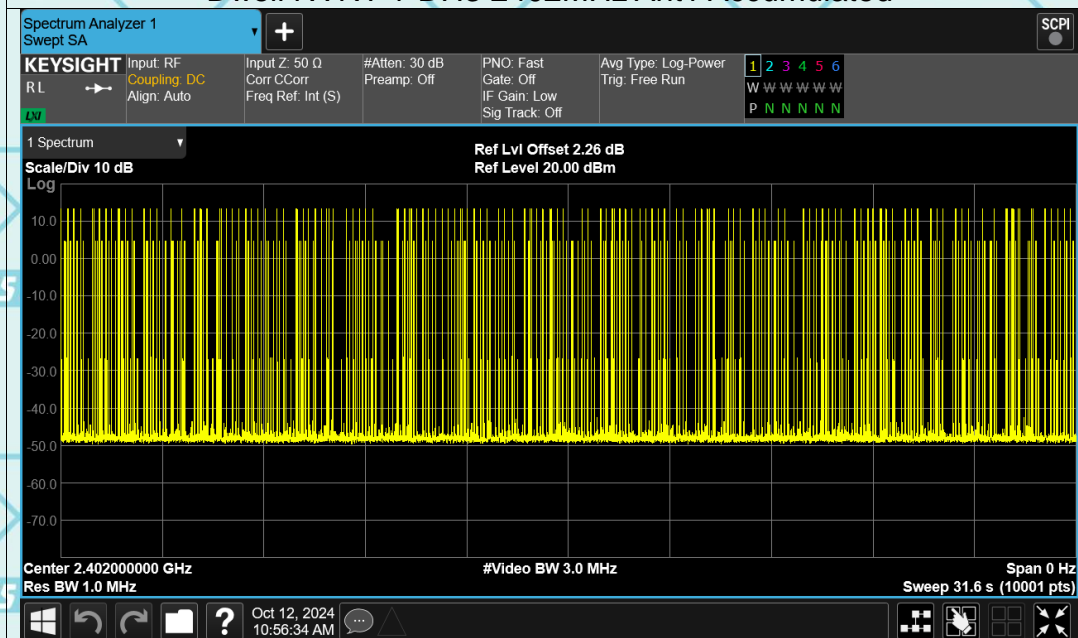 Spectrum Analyzer 1
Swept SA
+
SCPI
KEYSIGHT
RL
LXI
Input: RF
Coupling: DC
Align: Auto
Input Z: 50 Ω
Corr CCorr
Freq Ref: Int (S)
#Atten: 30 dB
Preamp: Off
PNO: Fast
Gate: Off
IF Gain: Low
Sig Track: Off
Avg Type: Log-Power
Trig: Free Run
1 2 3 4 5 6
W W W W W W
P N N N N N
1 Spectrum
Scale/Div 10 dB
Ref Lvl Offset 2.26 dB
Ref Level 20.00 dBm
Log
10.0
0.00
-10.0
-20.0
-30.0
-40.0
-50.0
-60.0
-70.0
Center 2.402000000 GHz
#Video BW 3.0 MHz
Span 0 Hz
Res BW 1.0 MHz
Sweep 31.6 s (10001 pts)
?
Oct 12, 2024
10:56:34 AM